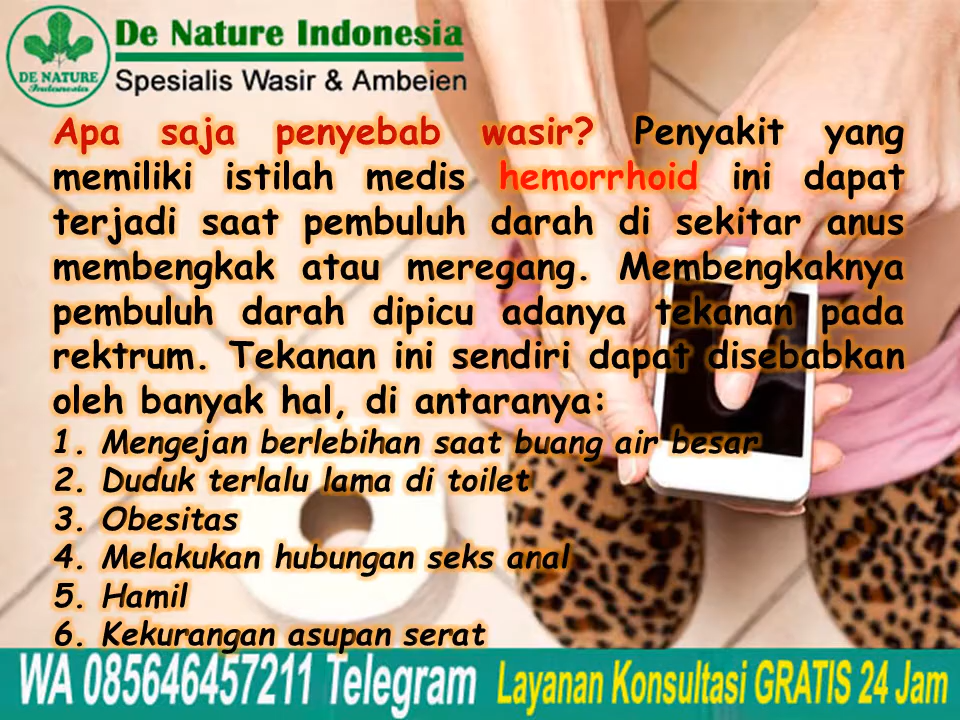 De Nature Indonesia
DE NATURE
Indonesia
Spesialis Wasir & Ambeien
Apa saja penyebab wasir? Penyakit yang
memiliki istilah medis hemorrhoid ini dapat
terjadi saat pembuluh darah di sekitar anus
membengkak atau meregang. Membengkaknya
pembuluh darah dipicu adanya tekanan pada
rektrum. Tekanan ini sendiri dapat disebabkan
oleh banyak hal, di antaranya:
1. Mengejan berlebihan saat buang air besar
2. Duduk terlalu lama di toilet
3. Obesitas
4. Melakukan hubungan seks anal
5. Hamil
6. Kekurangan asupan serat
WA 085646457211 Telegram Layanan Konsultasi GRATIS 24 Jam